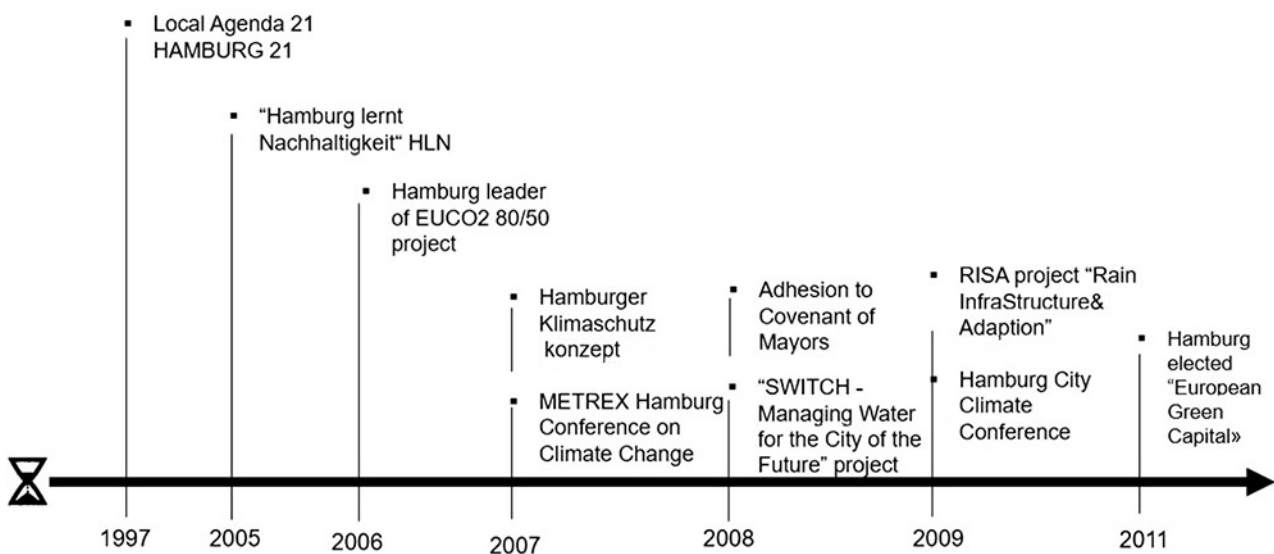 Local Agenda 21
HAMBURG 21
“Hamburg lernt
Nachhaltigkeit“ HLN
Hamburg leader
of EUCO2 80/50
project
Hamburger
Klimaschutz
konzept
METREX Hamburg
Conference on
Climate Change
Adhesion to
Covenant of
Mayors
“SWITCH -
Managing Water
for the City of the
Future” project
RISA project “Rain
InfraStructure&
Adaption”
Hamburg City
Climate
Conference
Hamburg
elected
“European
Green
Capital»
1997
2005
2006
2007
2008
2009
2011